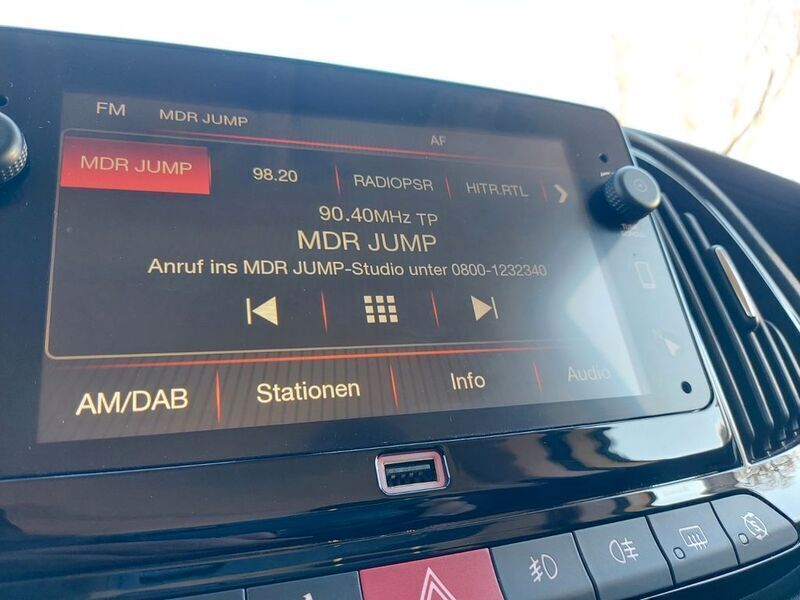 FM MDR JUMP
AF
MDR JUMP 98.20 RADIOPSR HITR.RTL
90.40MHz TP
MDR JUMP
Anruf ins MDR JUMP-Studio unter 0800-1232340
AM/DAB Stationen Info Audio